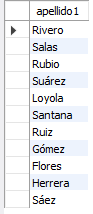 apellido1
Rivero
Salas
Rubio
Suárez
Loyola
Santana
Ruiz
Gómez
Flores
Herrera
Sáez